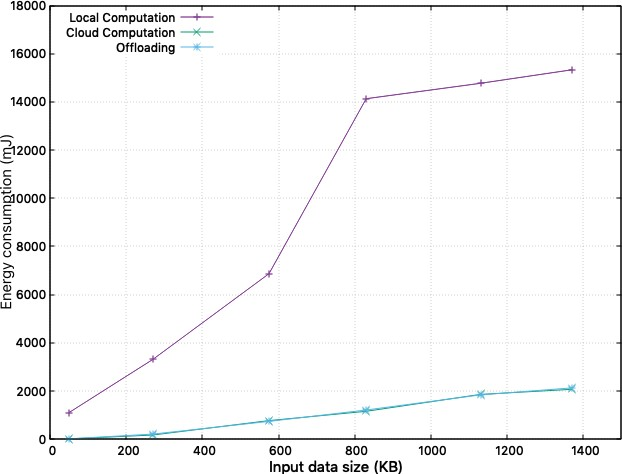 Local Computation
Cloud Computation
Offloading
18000
16000
14000
12000
10000
8000
6000
4000
2000
0
Energy consumption (mJ)
0 200 400 600 800 1000 1200 1400
Input data size (KB)